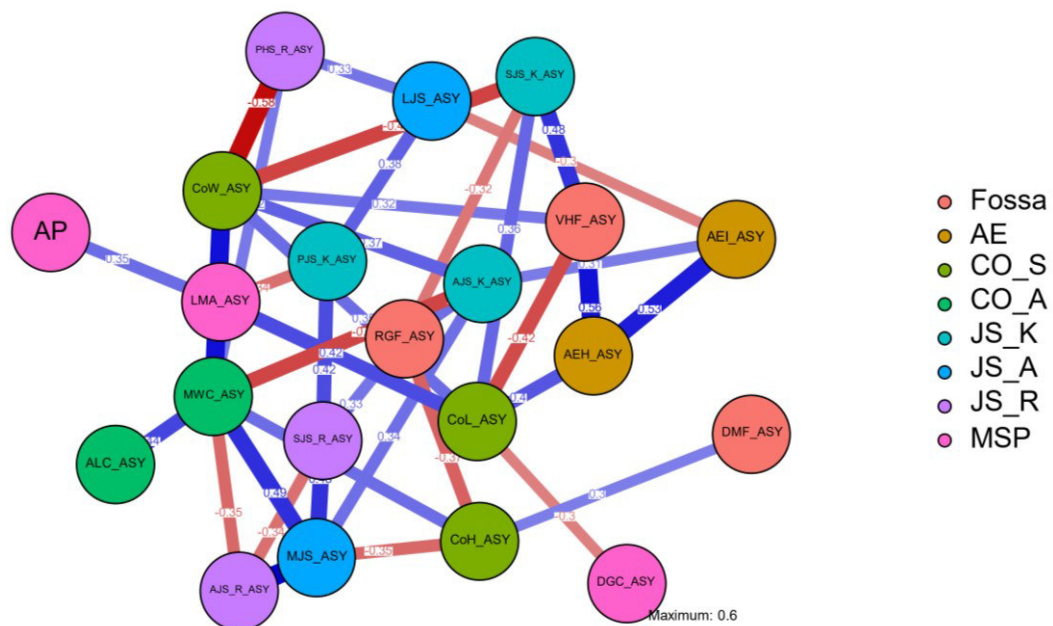 PHS_R_ASY
SJS_K_ASY
0.33
LJS_ASY
-0.58
0.48
0.38
-0.3
-0.32
CoW_ASY
0.32
VHF_ASY
AP
0.37
0.36
AEI_ASY
0.35
PJS_K_ASY
AJS_K_ASY
0.31
LMA_ASY
0.56
0.53
RGF_ASY
-0.42
0.42
AEH_ASY
0.42
MWC_ASY
0.33
0.4
CoL_ASY
ALC_ASY
SJS_R_ASY
0.34
DMF_ASY
-0.37
0.49
0.3
-0.35
-0.3
-0.34
CoH_ASY
MJS_ASY
-0.35
AJS_R_ASY
DGC_ASY
Maximum: 0.6
Fossa
AE
CO_S
CO_A
JS_K
JS_A
JS_R
MSP